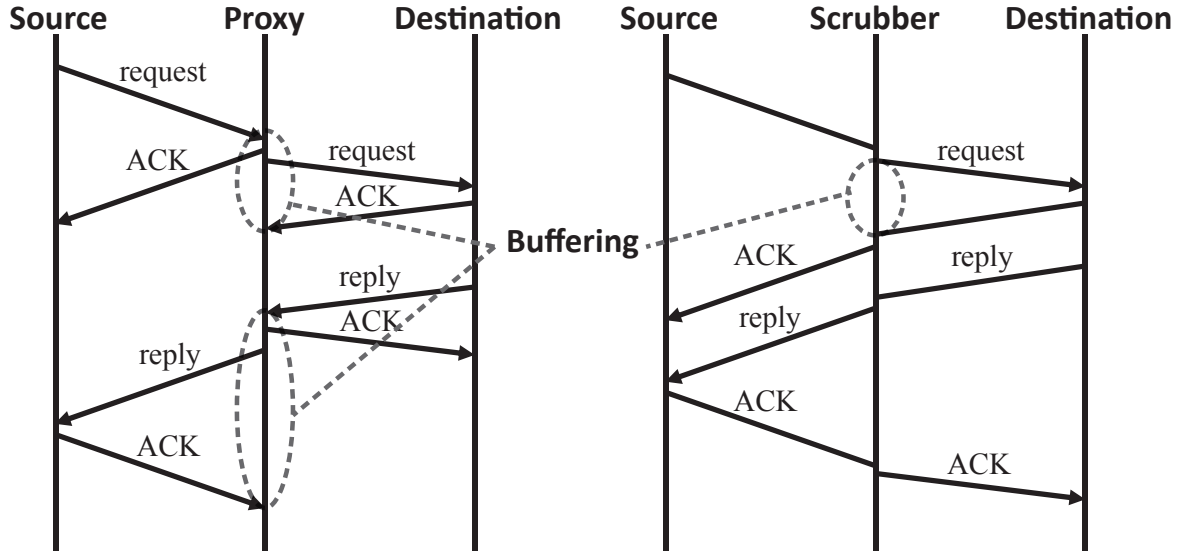 Source
Proxy
Destination
request
ACK
request
ACK
reply
ACK
reply
ACK
Buffering
Source
Scrubber
Destination
request
ACK
reply
reply
ACK
ACK